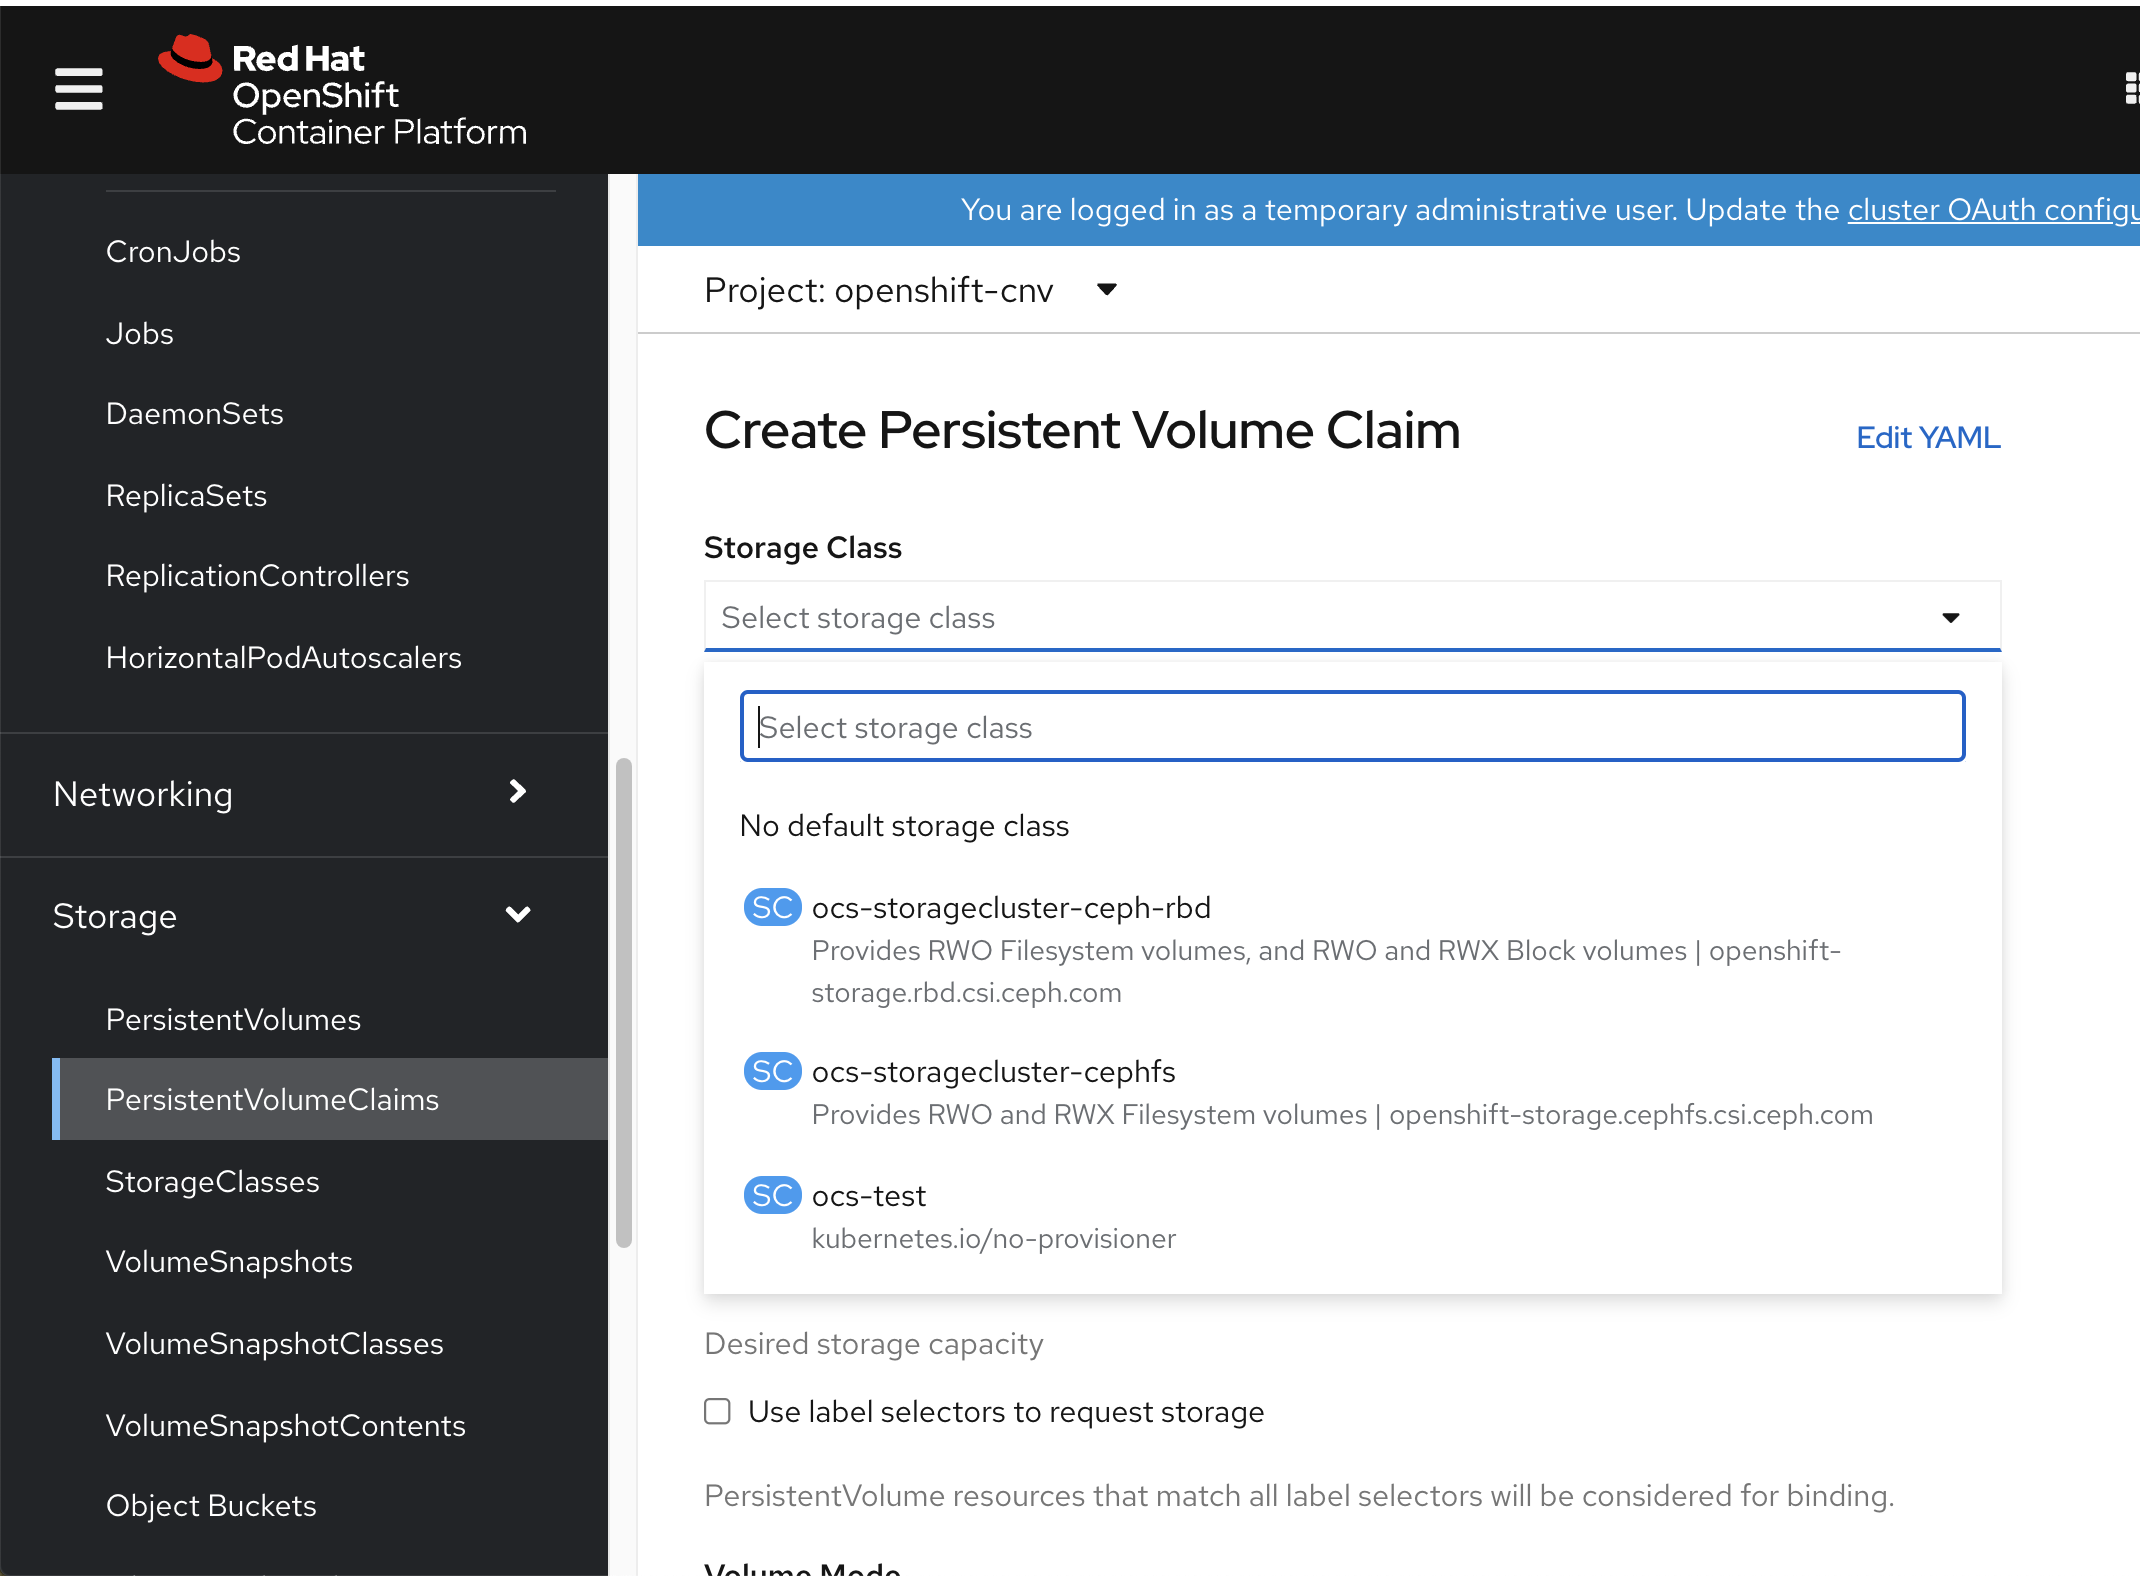 Red Hat
OpenShift
Container Platform
CronJobs
Jobs
DaemonSets
ReplicaSets
ReplicationControllers
HorizontalPodAutoscalers
Networking
Storage
PersistentVolumes
PersistentVolumeClaims
StorageClasses
VolumeSnapshots
VolumeSnapshotClasses
VolumeSnapshotContents
Object Buckets
You are logged in as a temporary administrative user. Update the cluster OAuth configu
Project: openshift-cnv
Create Persistent Volume Claim
Edit YAML
Storage Class
Select storage class
Select storage class
No default storage class
SC ocs-storagecluster-ceph-rbd
Provides RWO Filesystem volumes, and RWO and RWX Block volumes | openshift-
storage.rbd.csi.ceph.com
SC ocs-storagecluster-cephfs
Provides RWO and RWX Filesystem volumes | openshift-storage.cephfs.csi.ceph.com
SC ocs-test
kubernetes.io/no-provisioner
Desired storage capacity
Use label selectors to request storage
PersistentVolume resources that match all label selectors will be considered for binding.
Volume Mode